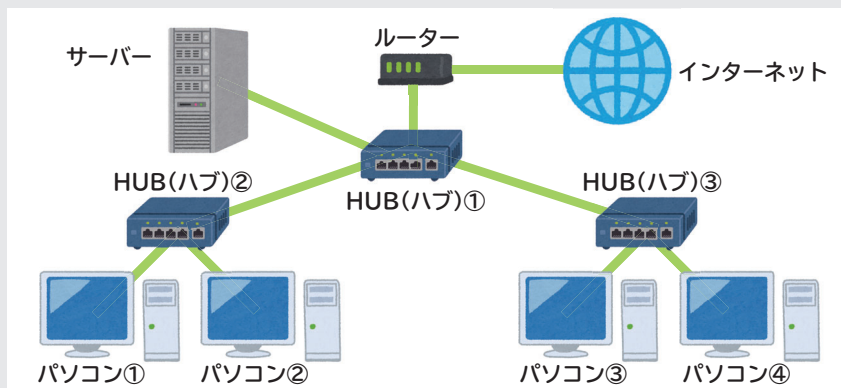 サーバー
ルーター
インターネット
HUB(ハブ)②
HUB(ハブ)①
HUB(ハブ)③
パソコン①
パソコン②
パソコン③
パソコン④